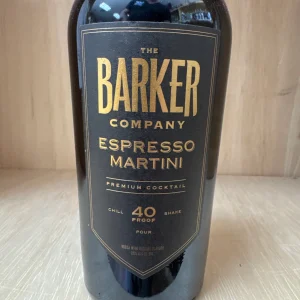 THE
BARKER
COMPANY
ESPRESSO
MARTINI
PREMIUM COCKTAIL
CHILL 40 SHAKE
PROOF
POUR